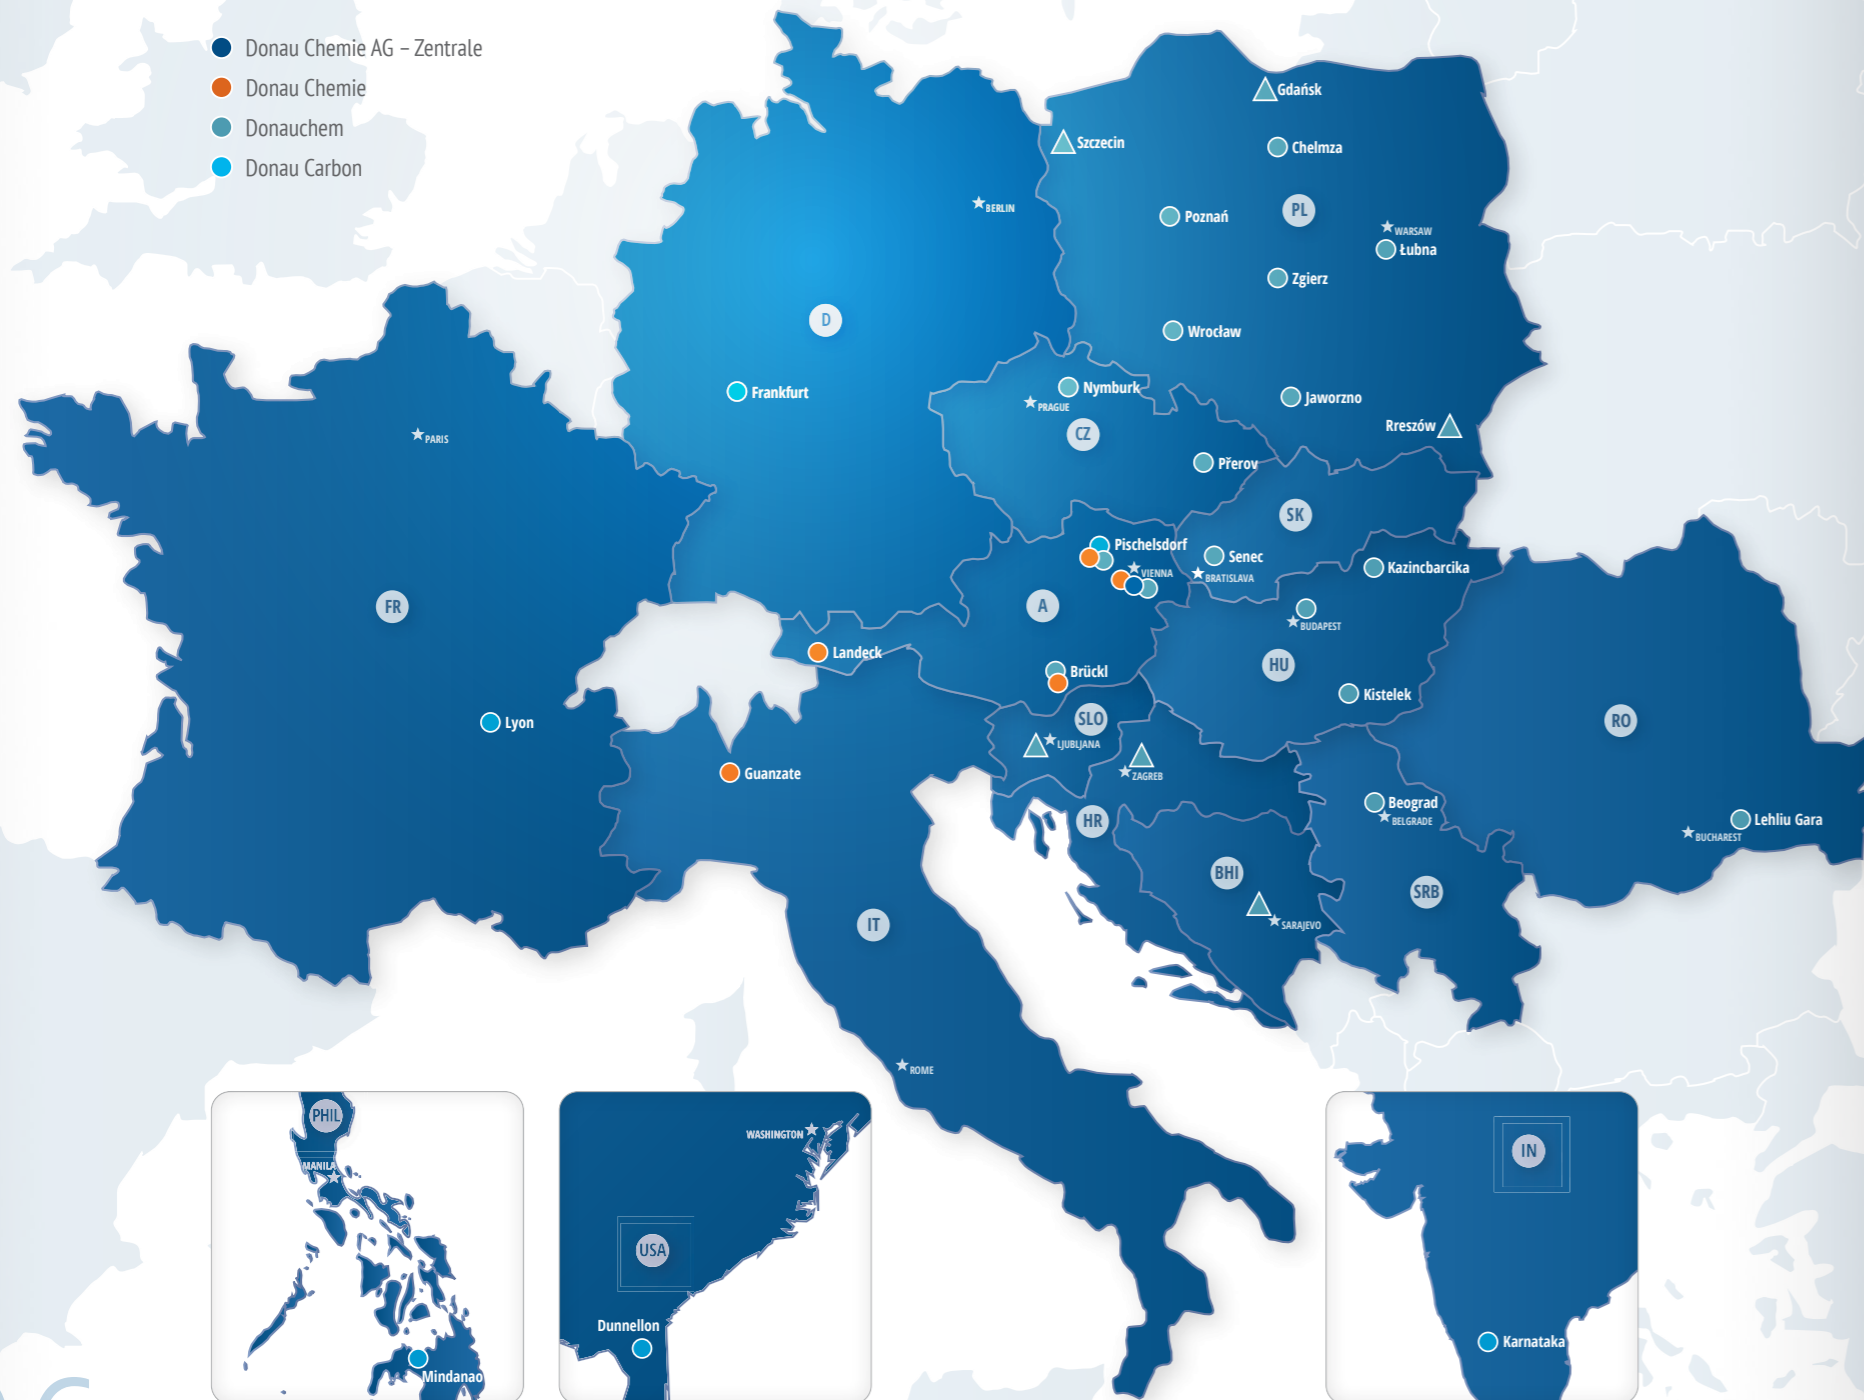 Donau Chemie AG – Zentrale
Donau Chemie
Donauchem
Donau Carbon
Gdańsk
Szczecin
Chelmza
BERLIN
Poznań
PL
WARSAW
Łubna
Zgierz
D
Wrocław
Frankfurt
Nymburk
PRAGUE
Jaworzno
Rreszów
PARIS
CZ
Přerov
SK
Pischelsdorf
Senec
VIENNA
BRATISLAVA
Kazincbarcika
FR
A
BUDAPEST
Landeck
Brückl
HU
Kistelek
Lyon
SLO
LJUBLJANA
RO
Guanzate
ZAGREB
Beograd
BELGRADE
HR
Lehliu Gara
BUCHAREST
BHI
SRB
IT
SARAJEVO
ROME
PHIL
MANILA
Mindanao
WASHINGTON
USA
Dunnellon
IN
Karnataka